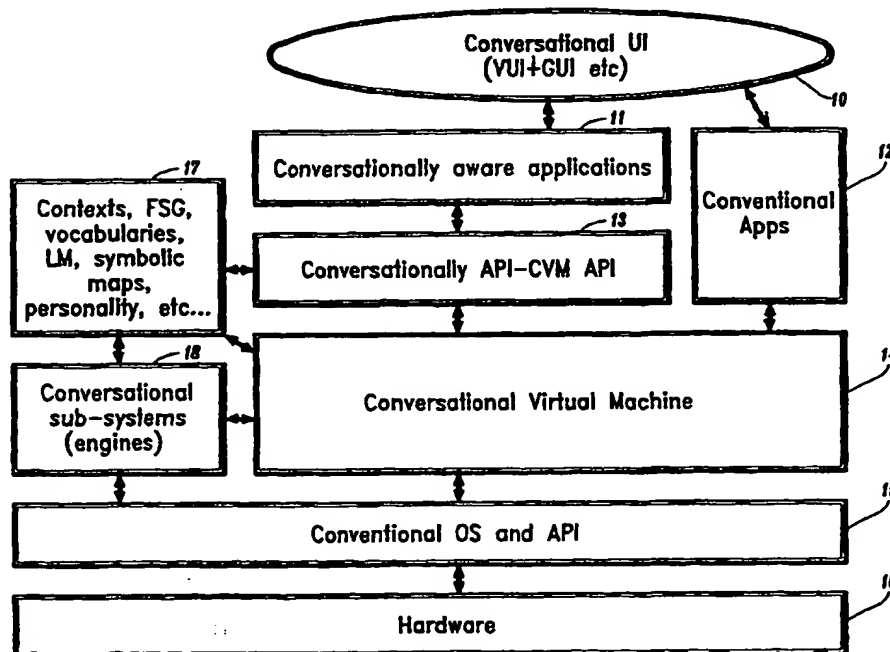 Conversational UI
(VUI+GUI etc)
10
11
Conversationally aware applications
12
Conventional
Apps
17
Contexts, FSG,
vocabularies,
LM, symbolic
maps,
personality, etc...
13
Conversationally API-CVM API
18
Conversational
sub-systems
(engines)
Conversational Virtual Machine
Conventional OS and API
Hardware